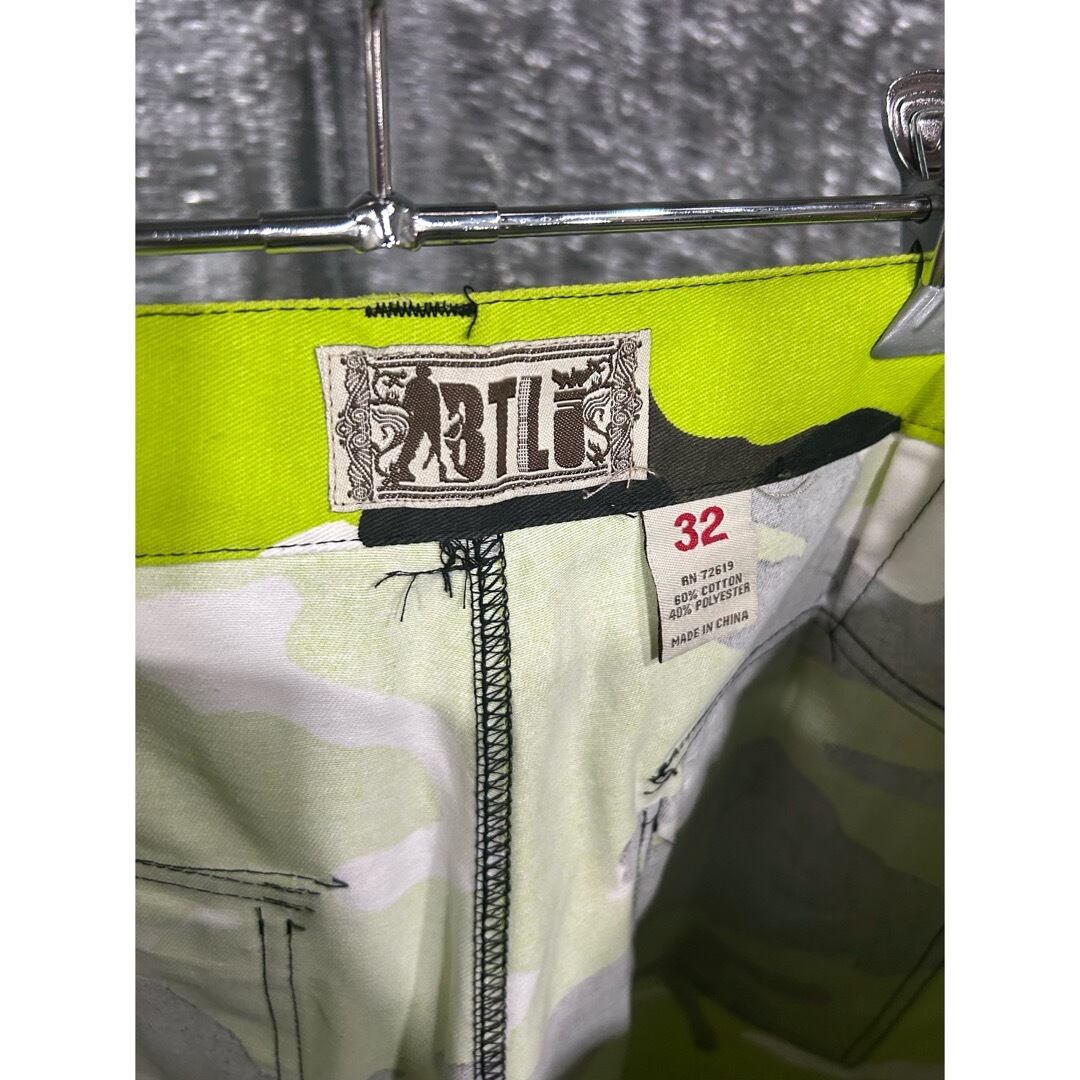 BTL
32
RN 72619
60% COTTON
40% POLYESTER
MADE IN CHINA